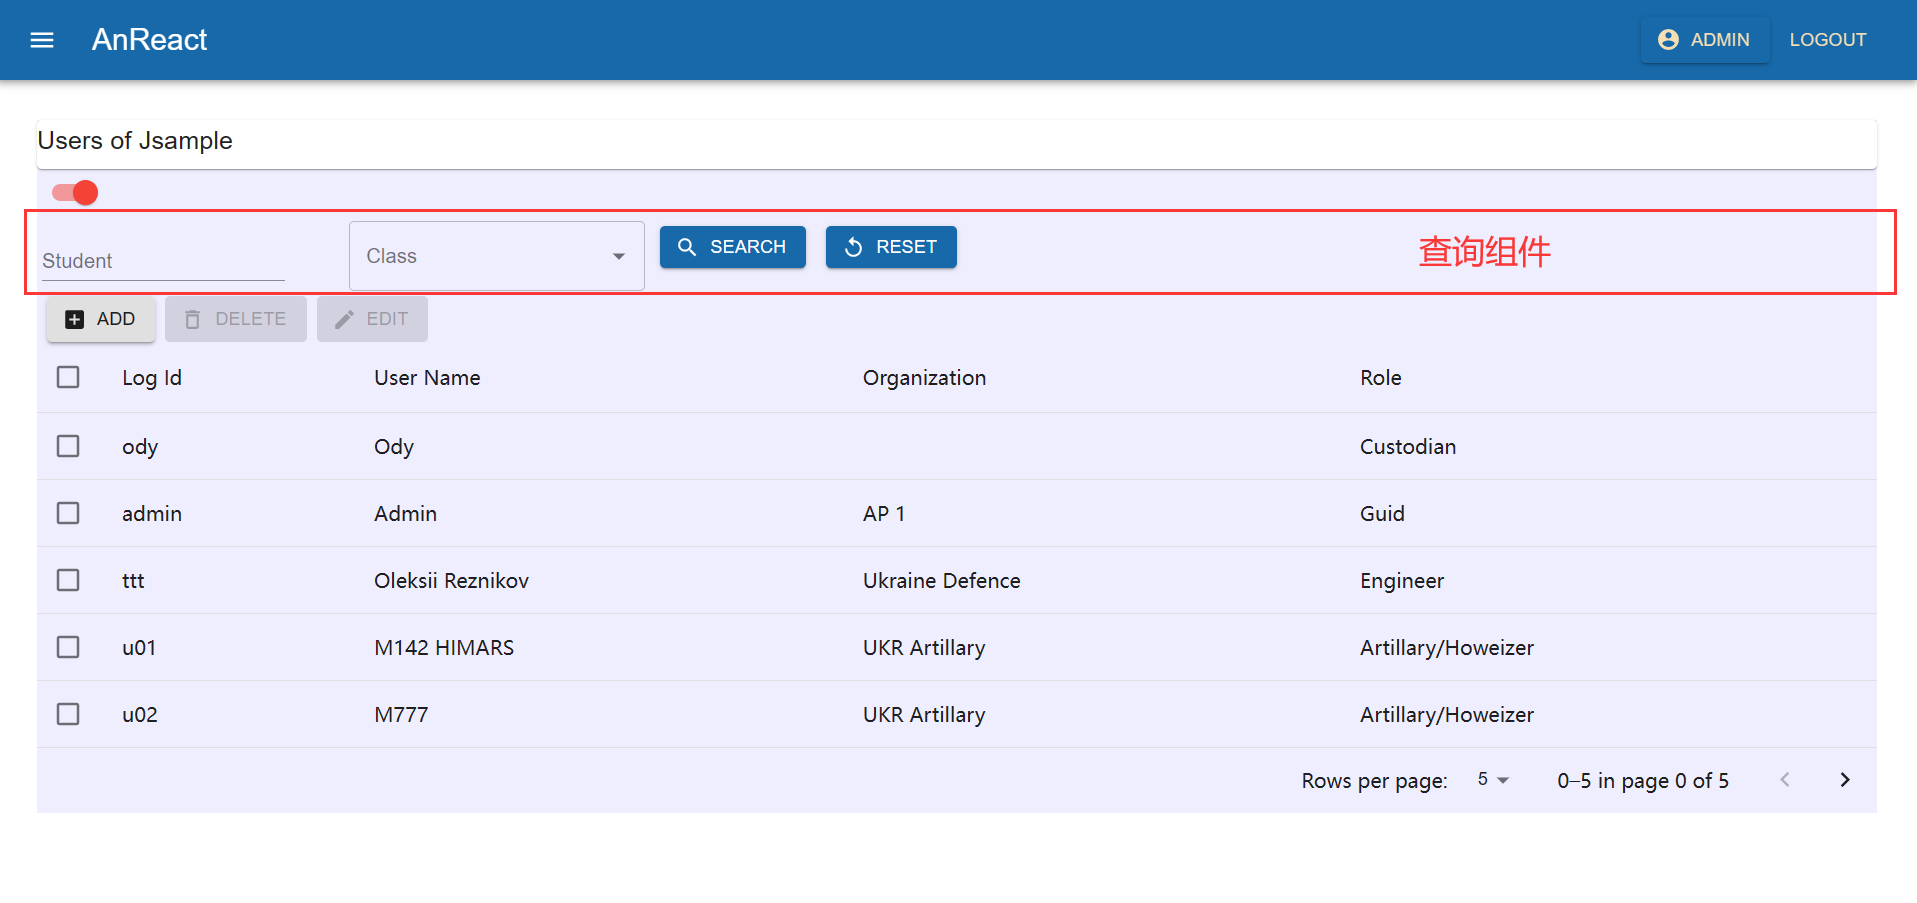 AnReact ADMIN LOGOUT
Users of Jsample
Student Class SEARCH RESET 查询组件
ADD DELETE EDIT
Log Id User Name Organization Role
ody Ody Custodian
admin Admin AP 1 Guid
ttt Oleksii Reznikov Ukraine Defence Engineer
u01 M142 HIMARS UKR Artillary Artillary/Howeizer
u02 M777 UKR Artillary Artillary/Howeizer
Rows per page: 5 0–5 in page 0 of 5